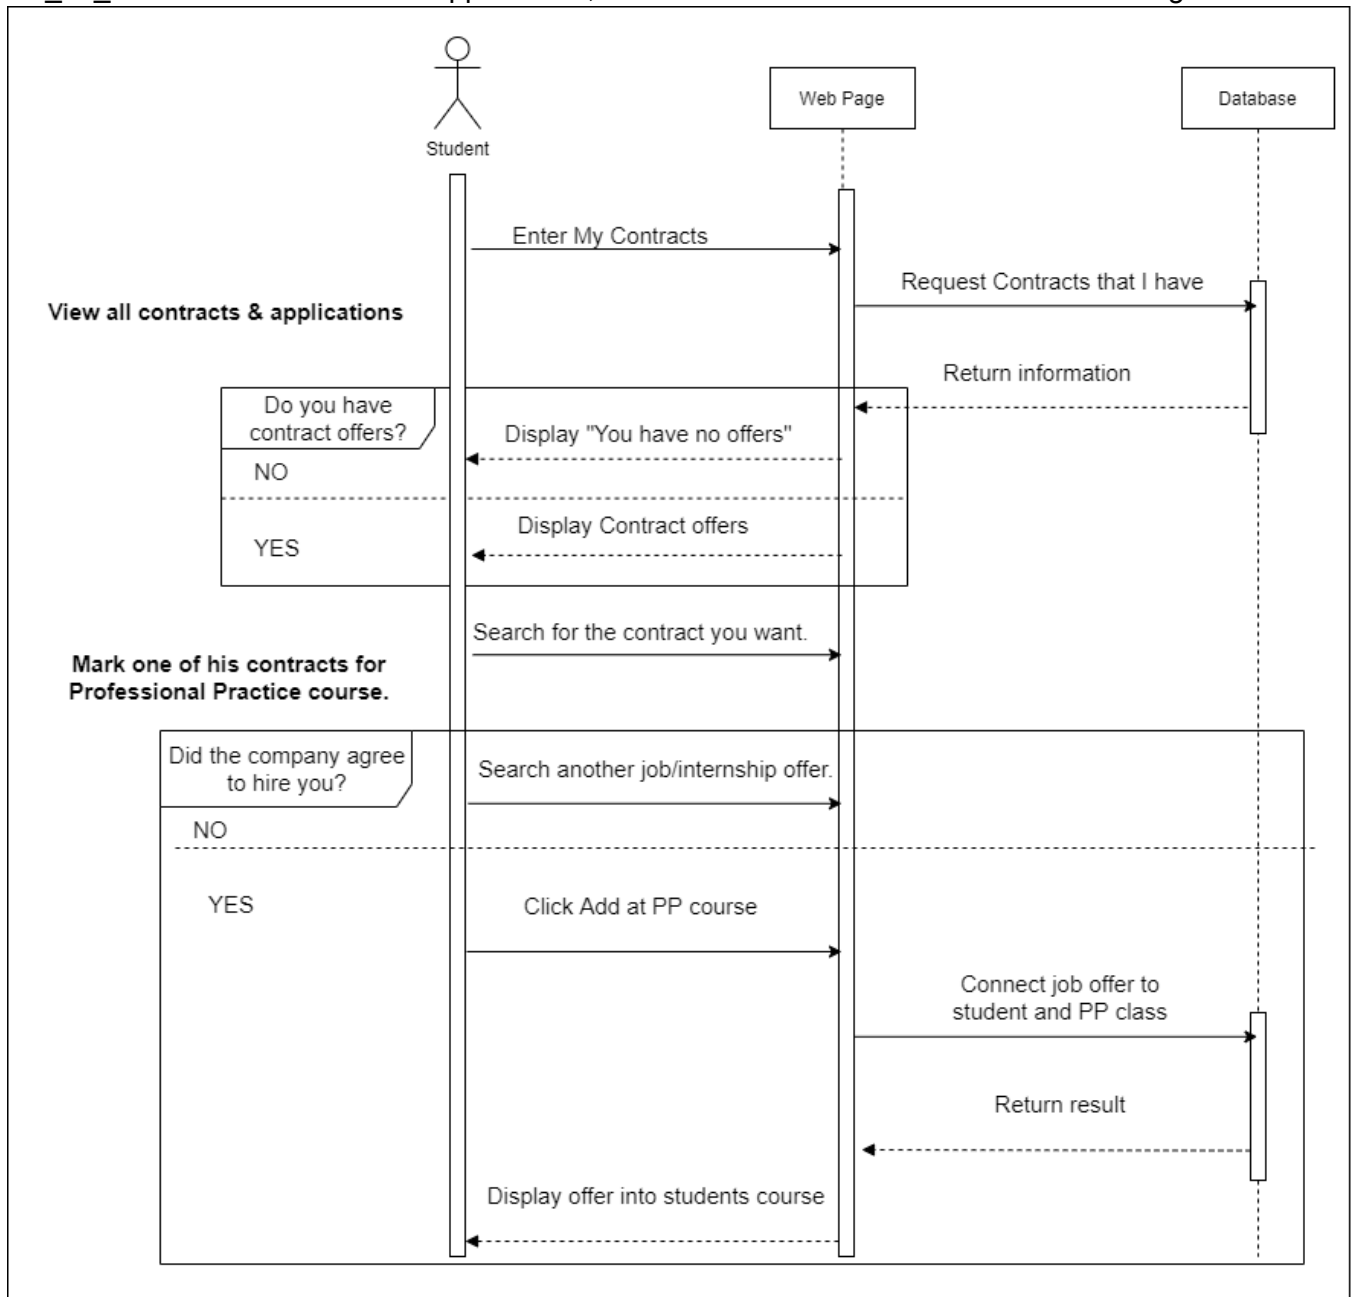 Student
Web Page
Database
Enter My Contracts
Request Contracts that I have
View all contracts & applications
Return information
Do you have
contract offers?
Display "You have no offers"
NO
Display Contract offers
YES
Search for the contract you want.
Mark one of his contracts for
Professional Practice course.
Did the company agree
to hire you?
Search another job/internship offer.
NO
YES
Click Add at PP course
Connect job offer to
student and PP class
Return result
Display offer into students course